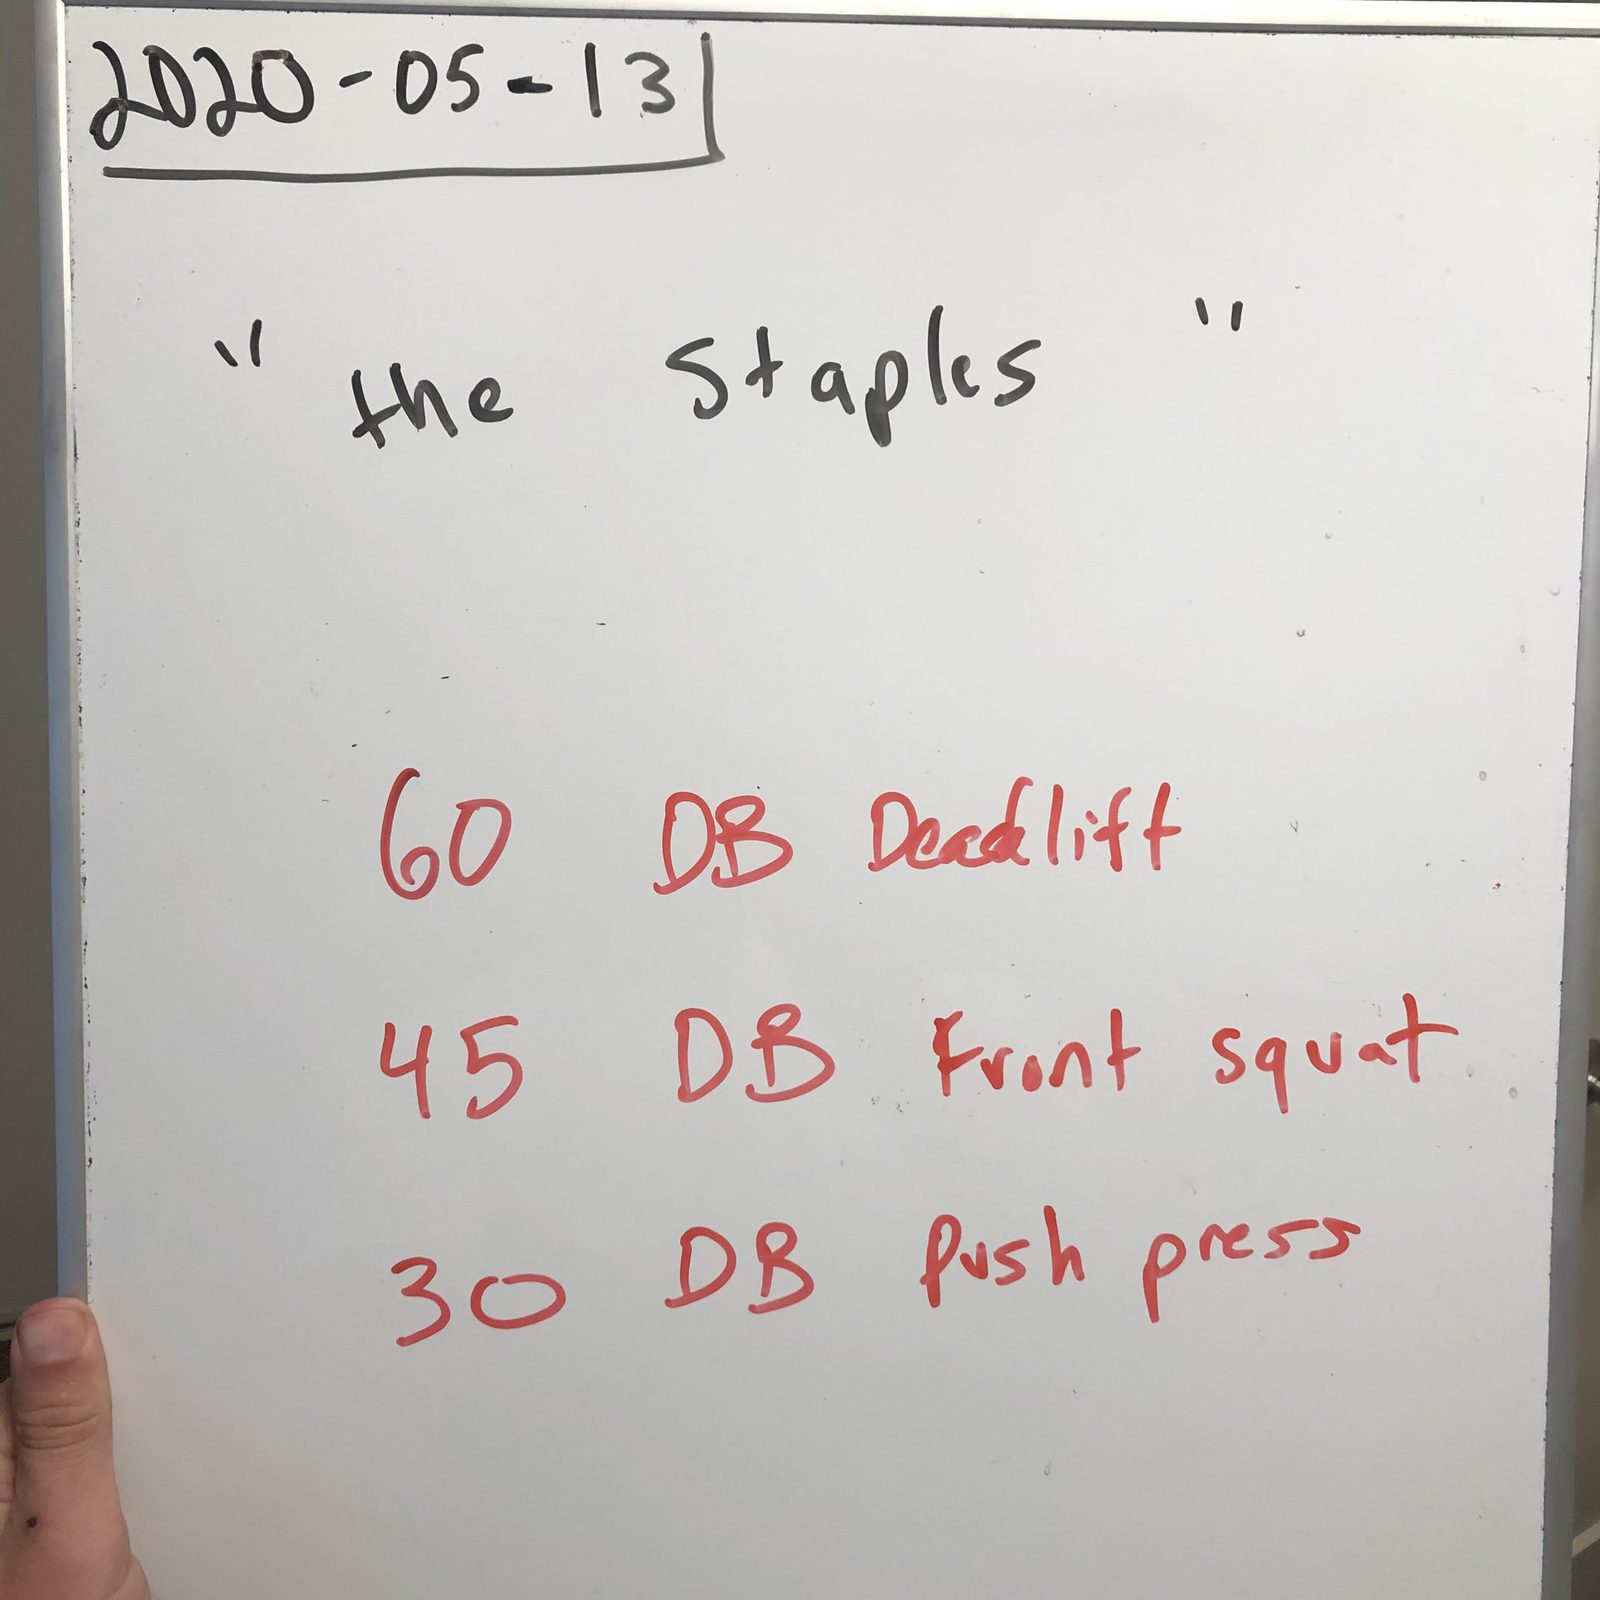 2020-05-13
"the Staples"
60 DB Deadlift
45 DB Front squat
30 DB Push press